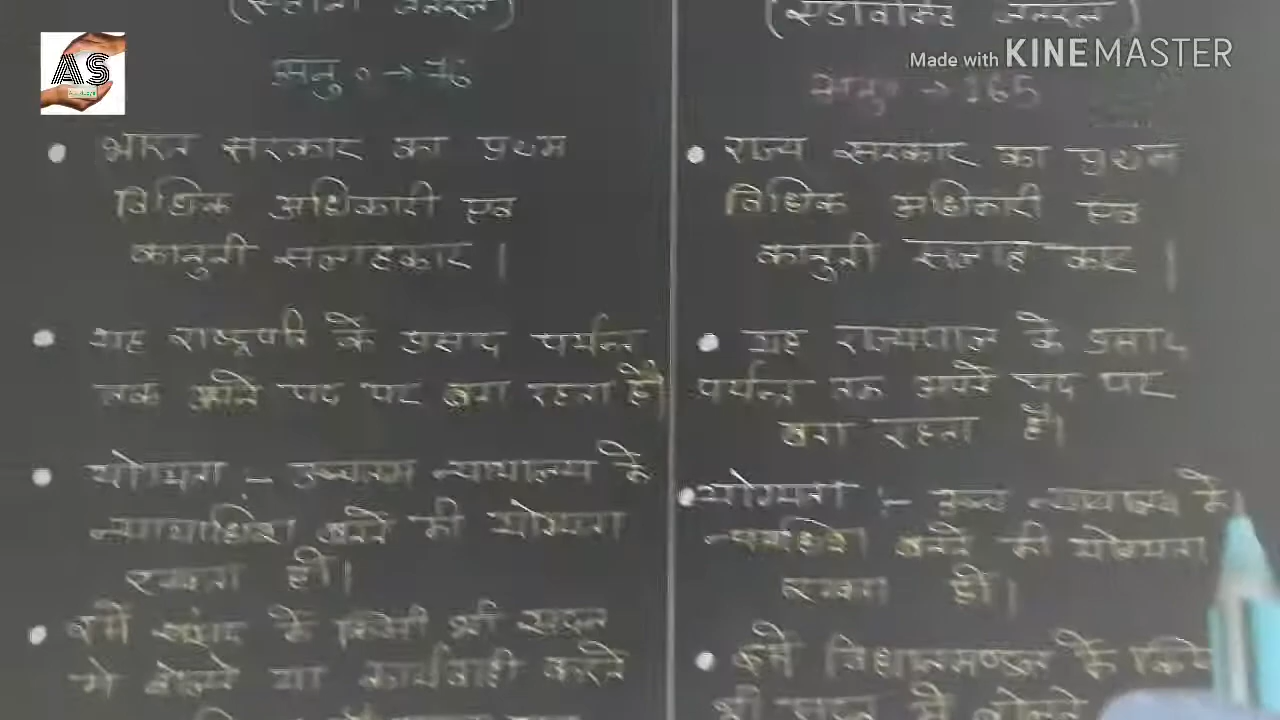 AS
Made with KINEMASTER
अनु० → 76
भारत सरकार का प्रथम
विधिक अधिकारी एवं
कानुनी सलाहकार |
यह राष्ट्रपति के प्रसाद पर्यन्त
तक अपने पद पर बना रहता है।
योग्यता :- उच्चतम न्यायालय के
न्यायाधिश बनने की योग्यता
रखता हो।
इसे संसद के किसी भी सदन
मे बोलने या कार्यवाही करने
(एडवोकेट जनरल)
अनु० → 165
राज्य सरकार का प्रथम
विधिक अधिकारी एवं
कानुनी सलाह कार |
यह राज्यपाल के प्रसाद
पर्यन्त तक अपने पद पर
बना रहता है।
योग्यता :- उच्च न्यायालय के
बनने की योग्यता
रखता हो।
इसे विधानमण्डल के
भी सदन में बोलने